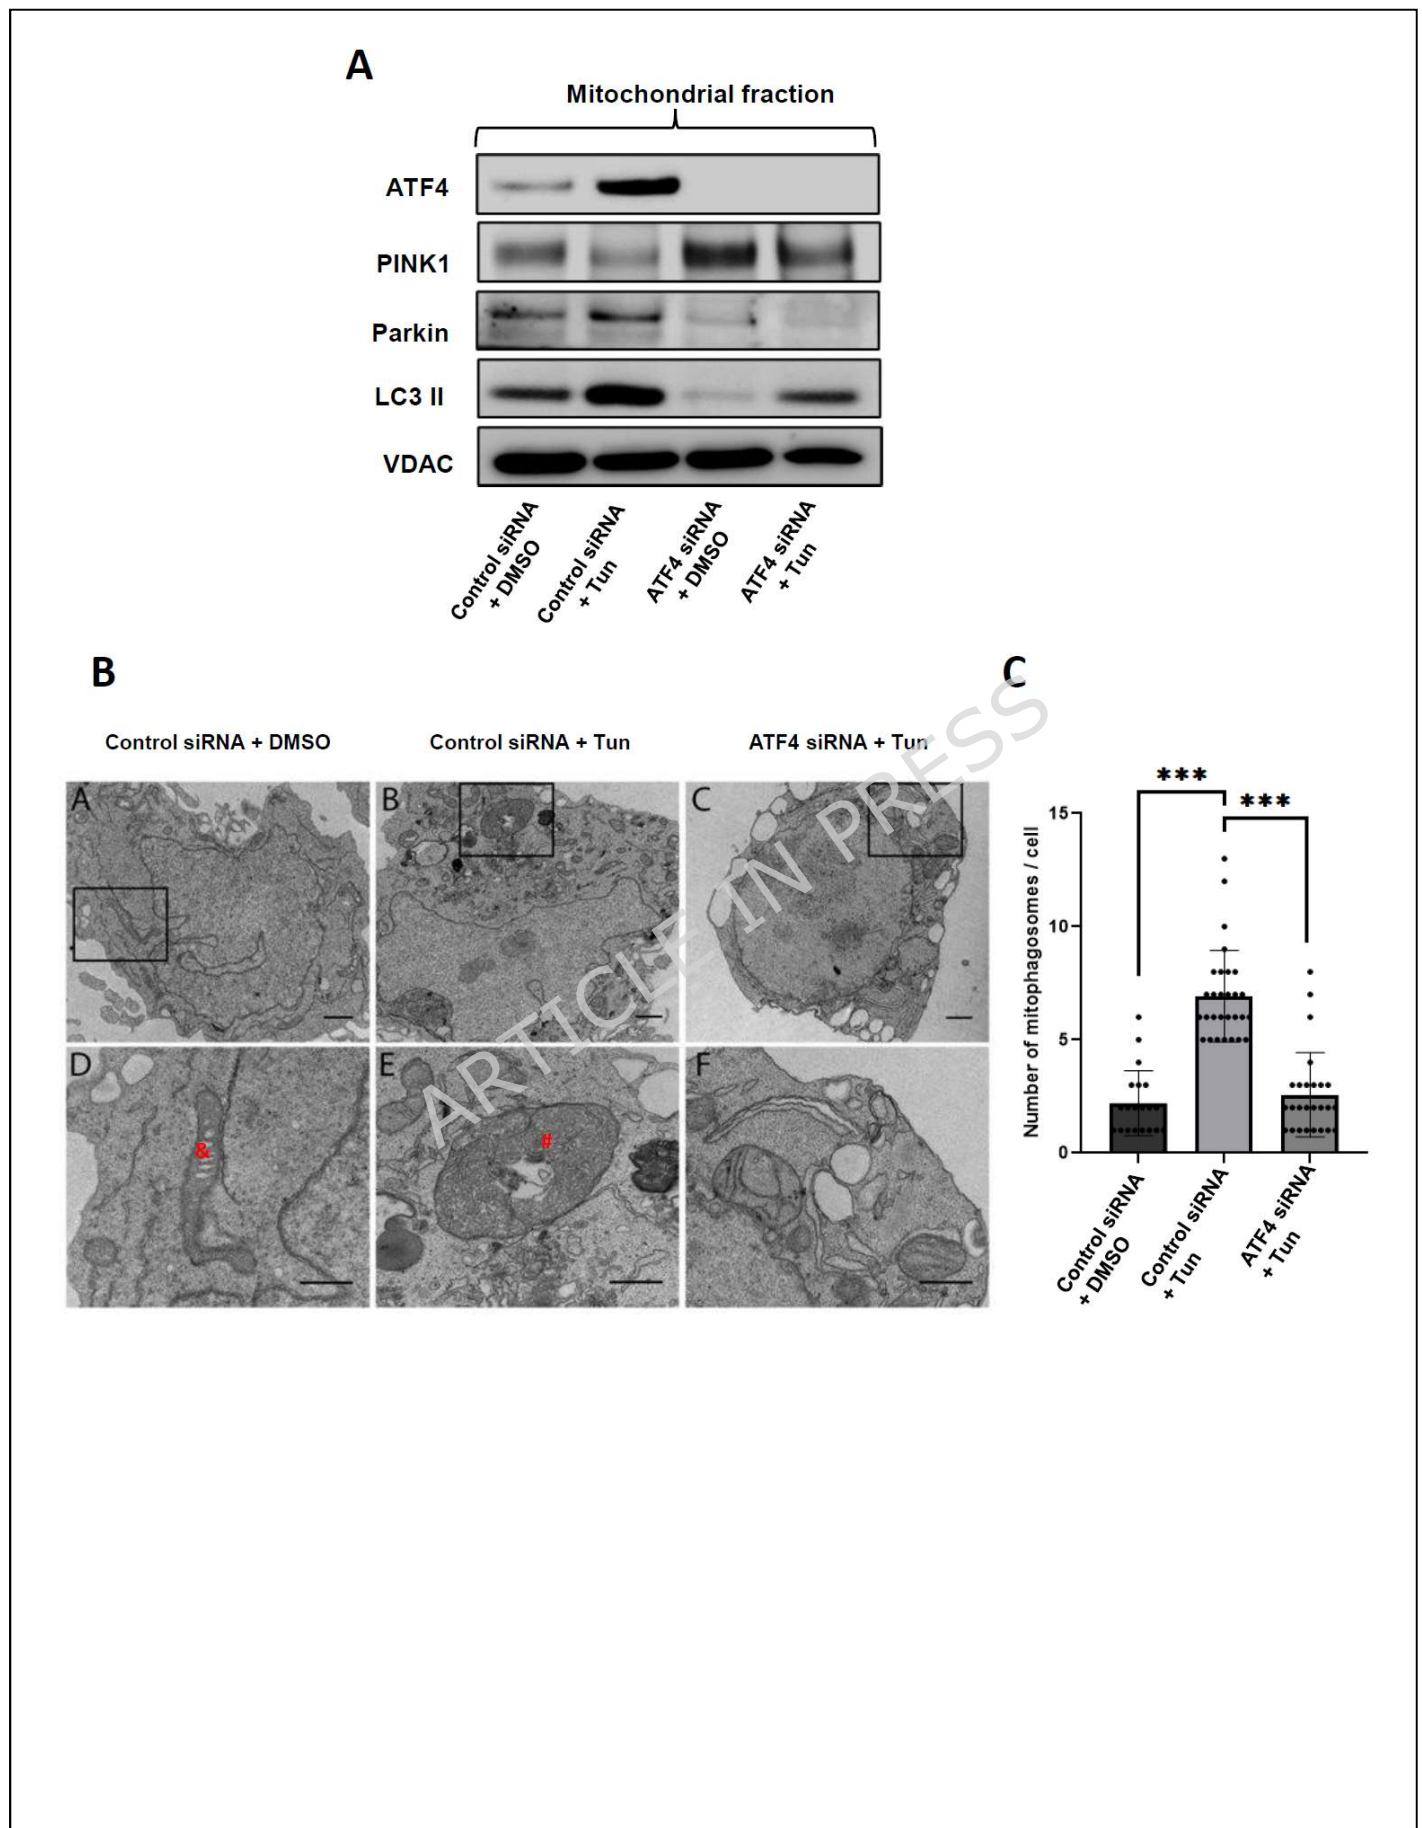 A
Mitochondrial fraction
ATF4
PINK1
Parkin
LC3 II
VDAC
Control siRNA
+ DMSO
Control siRNA
+ Tun
ATF4 siRNA
+ DMSO
ATF4 siRNA
+ Tun
B
Control siRNA + DMSO
Control siRNA + Tun
ATF4 siRNA + Tun
A
B
C
D
&
E
#
F
C
***
***
Number of mitophagosomes / cell
15
10
5
0
Control siRNA
+ DMSO
Control siRNA
+ Tun
ATF4 siRNA
+ Tun
ARTICLE IN PRESS